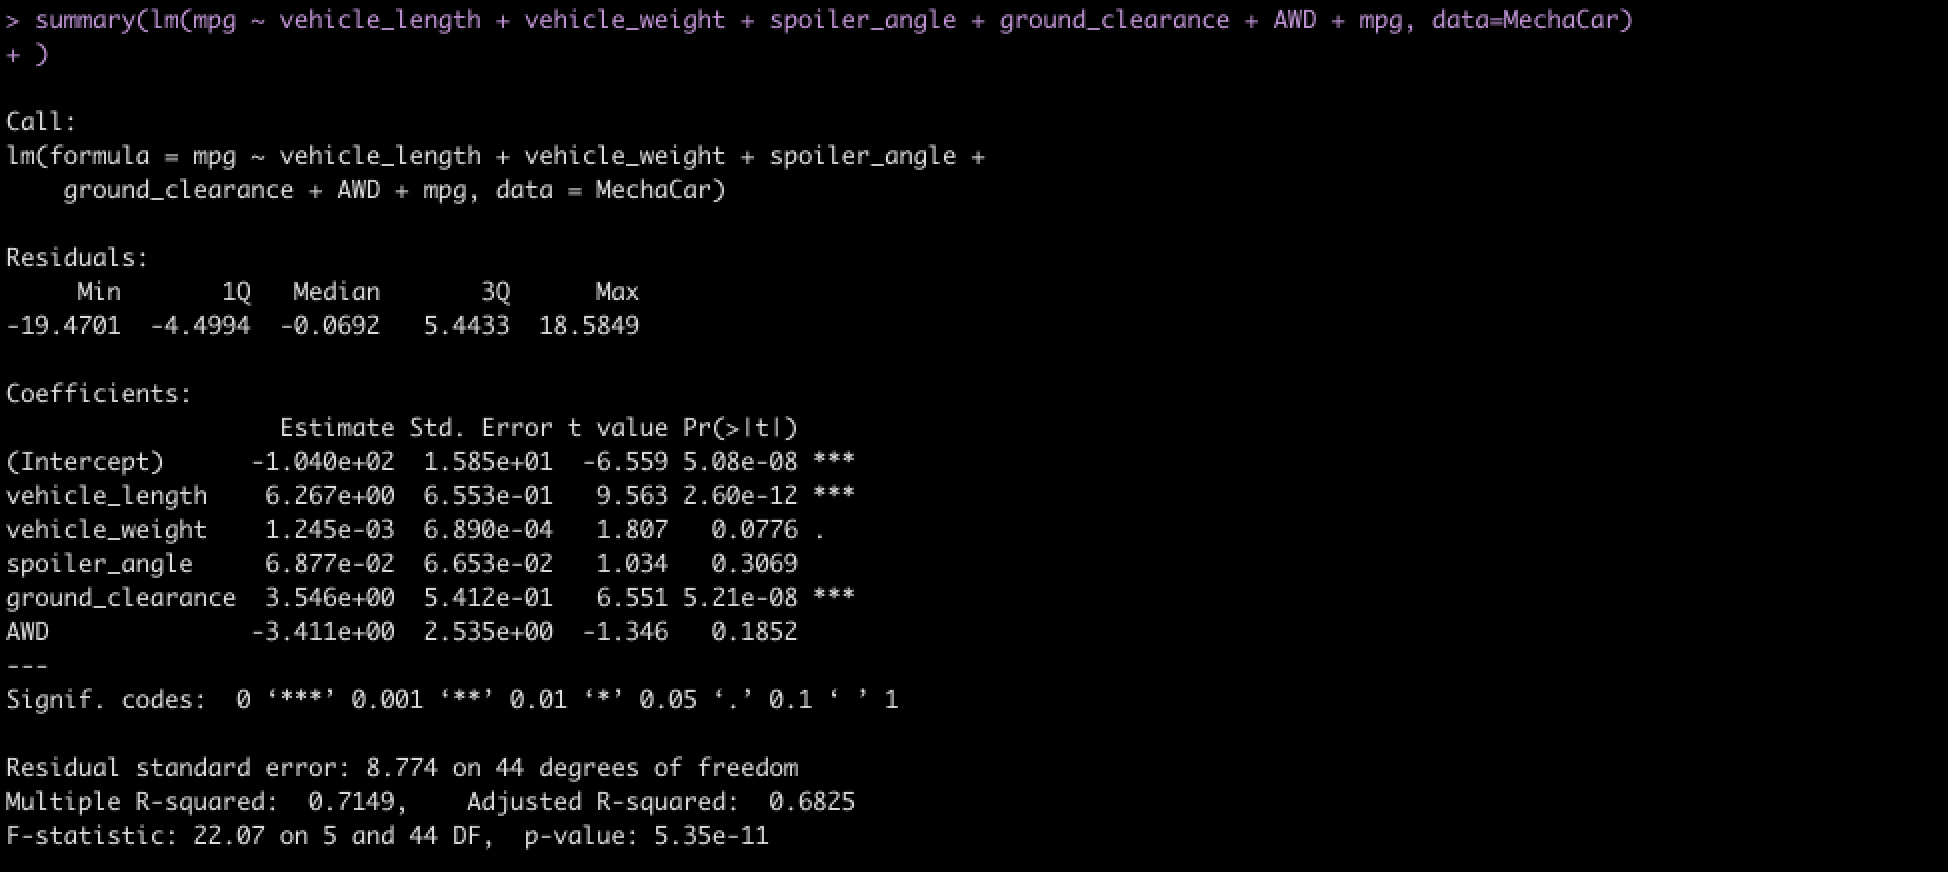 > summary(lm(mpg ~ vehicle_length + vehicle_weight + spoiler_angle + ground_clearance + AWD + mpg, data=MechaCar)
+ )
Call:
lm(formula = mpg ~ vehicle_length + vehicle_weight + spoiler_angle +
    ground_clearance + AWD + mpg, data = MechaCar)
Residuals:
     Min       1Q   Median       3Q      Max
-19.4701  -4.4994  -0.0692   5.4433  18.5849
Coefficients:
                   Estimate Std. Error t value Pr(>|t|)
(Intercept)      -1.040e+02  1.585e+01  -6.559 5.08e-08 ***
vehicle_length    6.267e+00  6.553e-01   9.563 2.60e-12 ***
vehicle_weight    1.245e-03  6.890e-04   1.807   0.0776 .
spoiler_angle     6.877e-02  6.653e-02   1.034   0.3069
ground_clearance  3.546e+00  5.412e-01   6.551 5.21e-08 ***
AWD              -3.411e+00  2.535e+00  -1.346   0.1852
---
Signif. codes:  0 ‘***’ 0.001 ‘**’ 0.01 ‘*’ 0.05 ‘.’ 0.1 ‘ ’ 1
Residual standard error: 8.774 on 44 degrees of freedom
Multiple R-squared:  0.7149,    Adjusted R-squared:  0.6825
F-statistic: 22.07 on 5 and 44 DF,  p-value: 5.35e-11